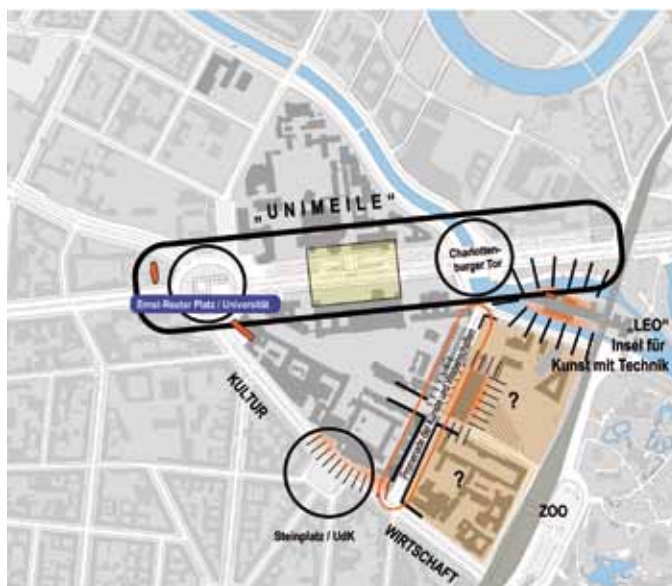 „UNIMEILE“
Charlotten-
burger Tor
Ernst-Reuter Platz / Universität
„LEO“
Insel für
Kunst mit Technik
KULTUR
?
?
ZOO
Steinplatz / UdK
WIRTSCHAFT